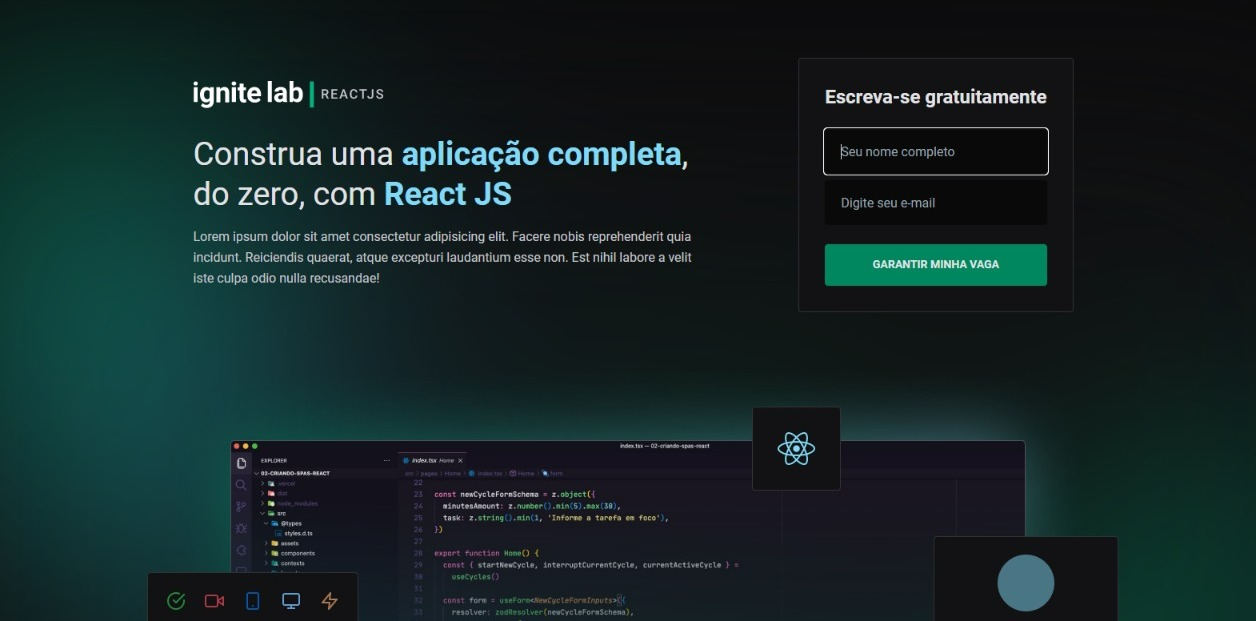 ignite lab | REACTJS
Construa uma aplicação completa,
do zero, com React JS
Lorem ipsum dolor sit amet consectetur adipisicing elit. Facere nobis reprehenderit quia
incidunt. Reiciendis quaerat, atque excepturi laudantium esse non. Est nihil labore a velit
iste culpa odio nulla recusandae!
Escreva-se gratuitamente
Seu nome completo
Digite seu e-mail
GARANTIR MINHA VAGA
index.tsx — 02-criando-spas-react
EXPLORER
02-CRIANDO-SPAS-REACT
.vercel
dist
node_modules
src
@types
styles.d.ts
assets
components
contexts
index.tsx Home
src > pages > Home > index.tsx > Home > form
22
23 const newCycleFormSchema = z.object({
24 minutesAmount: z.number().min(5).max(30),
25 task: z.string().min(1, 'Informe a tarefa em foco'),
26 })
27
28 export function Home() {
29 const { startNewCycle, interruptCurrentCycle, currentActiveCycle } =
30 useCycles()
31
32 const form = useForm<NewCycleFormInputs>({
33 resolver: zodResolver(newCycleFormSchema),